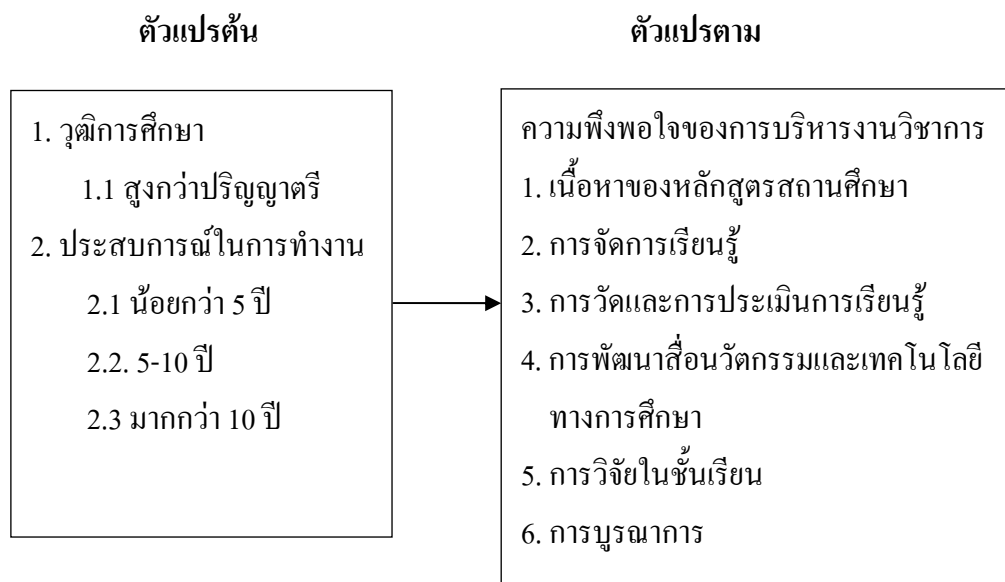 ตัวแปรต้น
ตัวแปรตาม
1. วุฒิการศึกษา
1.1 สูงกว่าปริญญาตรี
2. ประสบการณ์ในการทำงาน
2.1 น้อยกว่า 5 ปี
2.2. 5-10 ปี
2.3 มากกว่า 10 ปี
ความพึงพอใจของการบริหารงานวิชาการ
1. เนื้อหาของหลักสูตรสถานศึกษา
2. การจัดการเรียนรู้
3. การวัดและการประเมินการเรียนรู้
4. การพัฒนาสื่อนวัตกรรมและเทคโนโลยี
ทางการศึกษา
5. การวิจัยในชั้นเรียน
6. การบูรณาการ